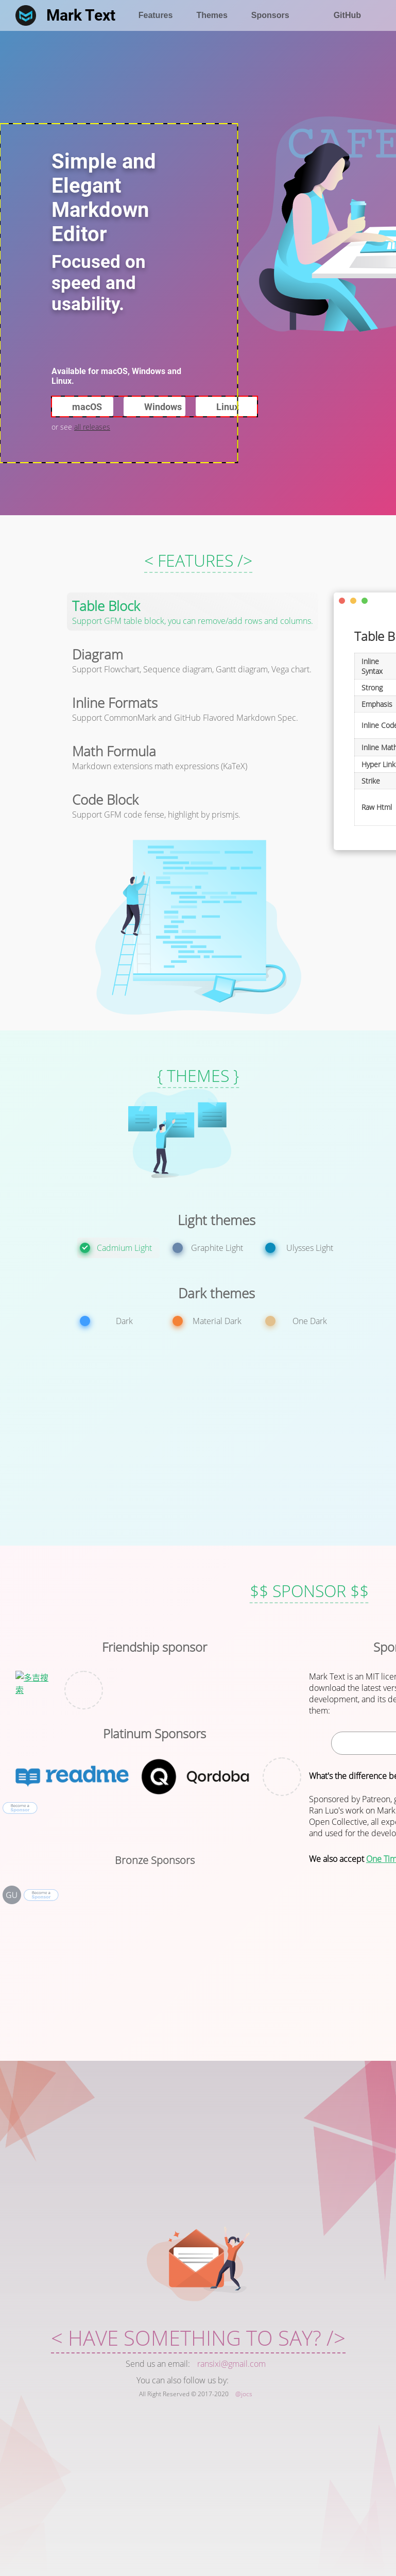 Mark Text
Features
Themes
Sponsors
GitHub
CAFE
Simple and
Elegant
Markdown
Editor
Focused on
speed and
usability.
Available for macOS, Windows and
Linux.
macOS
Windows
Linux
or see all releases
< FEATURES />
Table Block
Support GFM table block, you can remove/add rows and columns.
Diagram
Support Flowchart, Sequence diagram, Gantt diagram, Vega chart.
Inline Formats
Support CommonMark and GitHub Flavored Markdown Spec.
Math Formula
Markdown extensions math expressions (KaTeX)
Code Block
Support GFM code fense, highlight by prismjs.
Table B
Inline
Syntax
Strong
Emphasis
Inline Code
Inline Math
Hyper Link
Strike
Raw Html
{ THEMES }
Light themes
Cadmium Light
Graphite Light
Ulysses Light
Dark themes
Dark
Material Dark
One Dark
$$ SPONSOR $$
Friendship sponsor
多吉搜
索
Platinum Sponsors
readme
Qordoba
Become a
Sponsor
Bronze Sponsors
GU
Become a
Sponsor
Spon
Mark Text is an MIT licen
download the latest vers
development, and its de
them:
What's the difference be
Sponsored by Patreon, g
Ran Luo's work on Mark
Open Collective, all expe
and used for the develo
We also accept One Tim
< HAVE SOMETHING TO SAY? />
Send us an email: ransixi@gmail.com
You can also follow us by:
All Right Reserved © 2017-2020 @Jocs